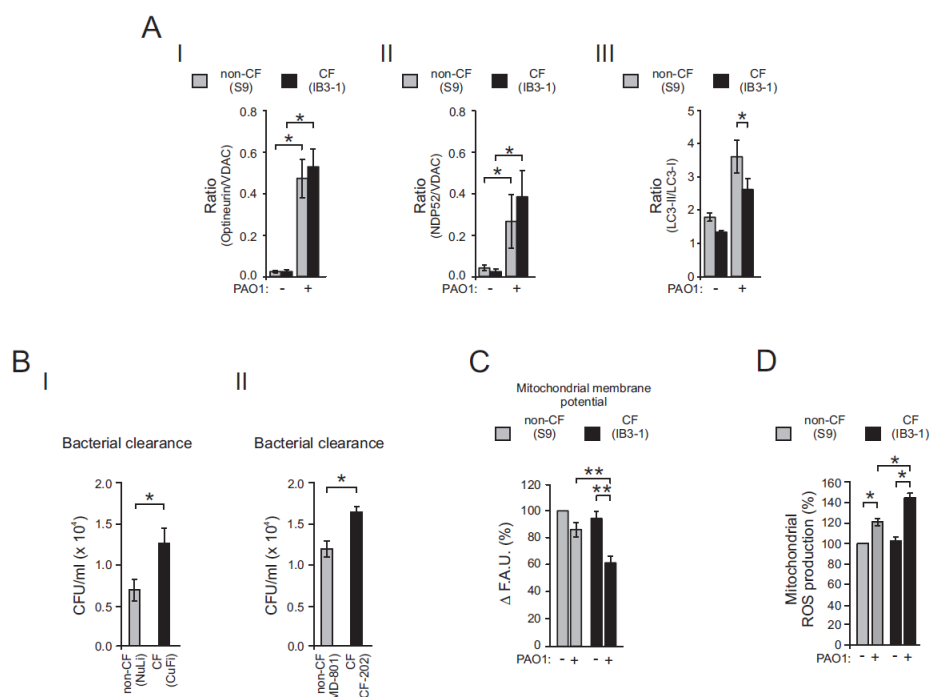 A
I
II
III
non-CF
(S9)
CF
(IB3-1)
non-CF
(S9)
CF
(IB3-1)
non-CF
(S9)
CF
(IB3-1)
Ratio
(Optineurin/VDAC)
0.8
0.6
0.4
0.2
0.0
*
*
PAO1: - +
Ratio
(NDP52/VDAC)
0.8
0.6
0.4
0.2
0.0
*
*
PAO1: - +
Ratio
(LC3-II/LC3-I)
5
4
3
2
1
0
*
PAO1: - +
B
I
II
Bacterial clearance
CFU/ml (x 10⁴)
2.0
1.5
1.0
0.5
0.0
*
non-CF
(NuLi)
CF
(CuFi)
Bacterial clearance
CFU/ml (x 10⁴)
2.0
1.5
1.0
0.5
0.0
*
non-CF
MD-801)
CF
CF-202)
C
Mitochondrial membrane
potential
non-CF
(S9)
CF
(IB3-1)
Δ F.A.U. (%)
120
100
80
60
40
20
0
**
**
PAO1: - + - +
D
non-CF
(S9)
CF
(IB3-1)
Mitochondrial
ROS production (%)
160
140
120
100
80
60
40
20
0
*
*
*
PAO1: - + - +